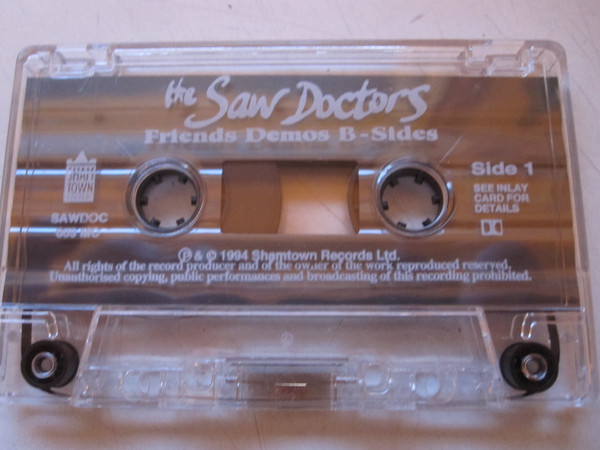 the Saw Doctors
Friends Demos B-Sides
SHAM TOWN
Side 1
SEE INLAY
CARD FOR
DETAILS
SAWDOC
℗ & © 1994 Shamtown Records Ltd.
All rights of the record producer and of the owner of the work reproduced reserved.
Unauthorised copying, public performances and broadcasting of this recording prohibited.